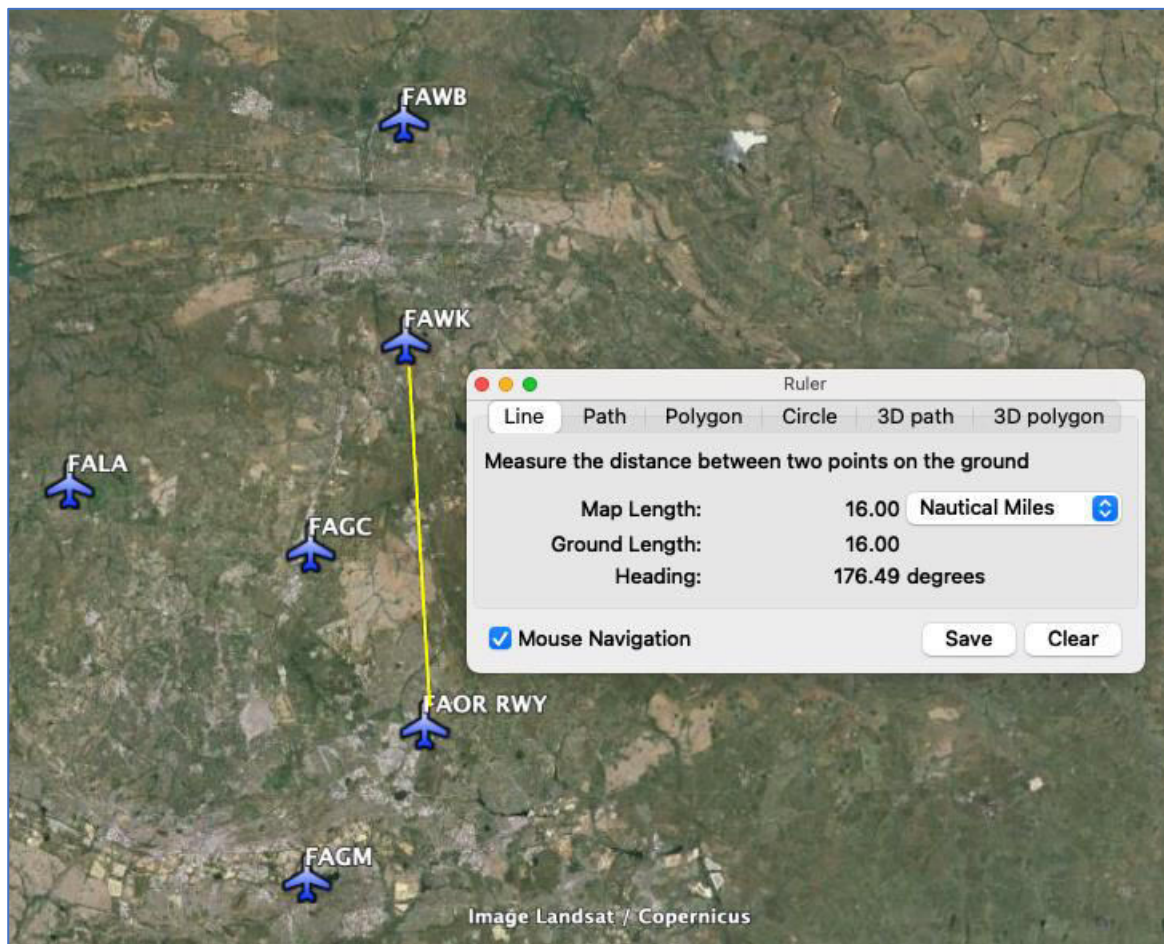 FAWB
FAWK
Ruler
Line Path Polygon Circle 3D path 3D polygon
FALA
Measure the distance between two points on the ground
Map Length: 16.00 Nautical Miles
FAGC
Ground Length: 16.00
Heading: 176.49 degrees
Mouse Navigation Save Clear
FAOR RWY
FAGM
Image Landsat / Copernicus